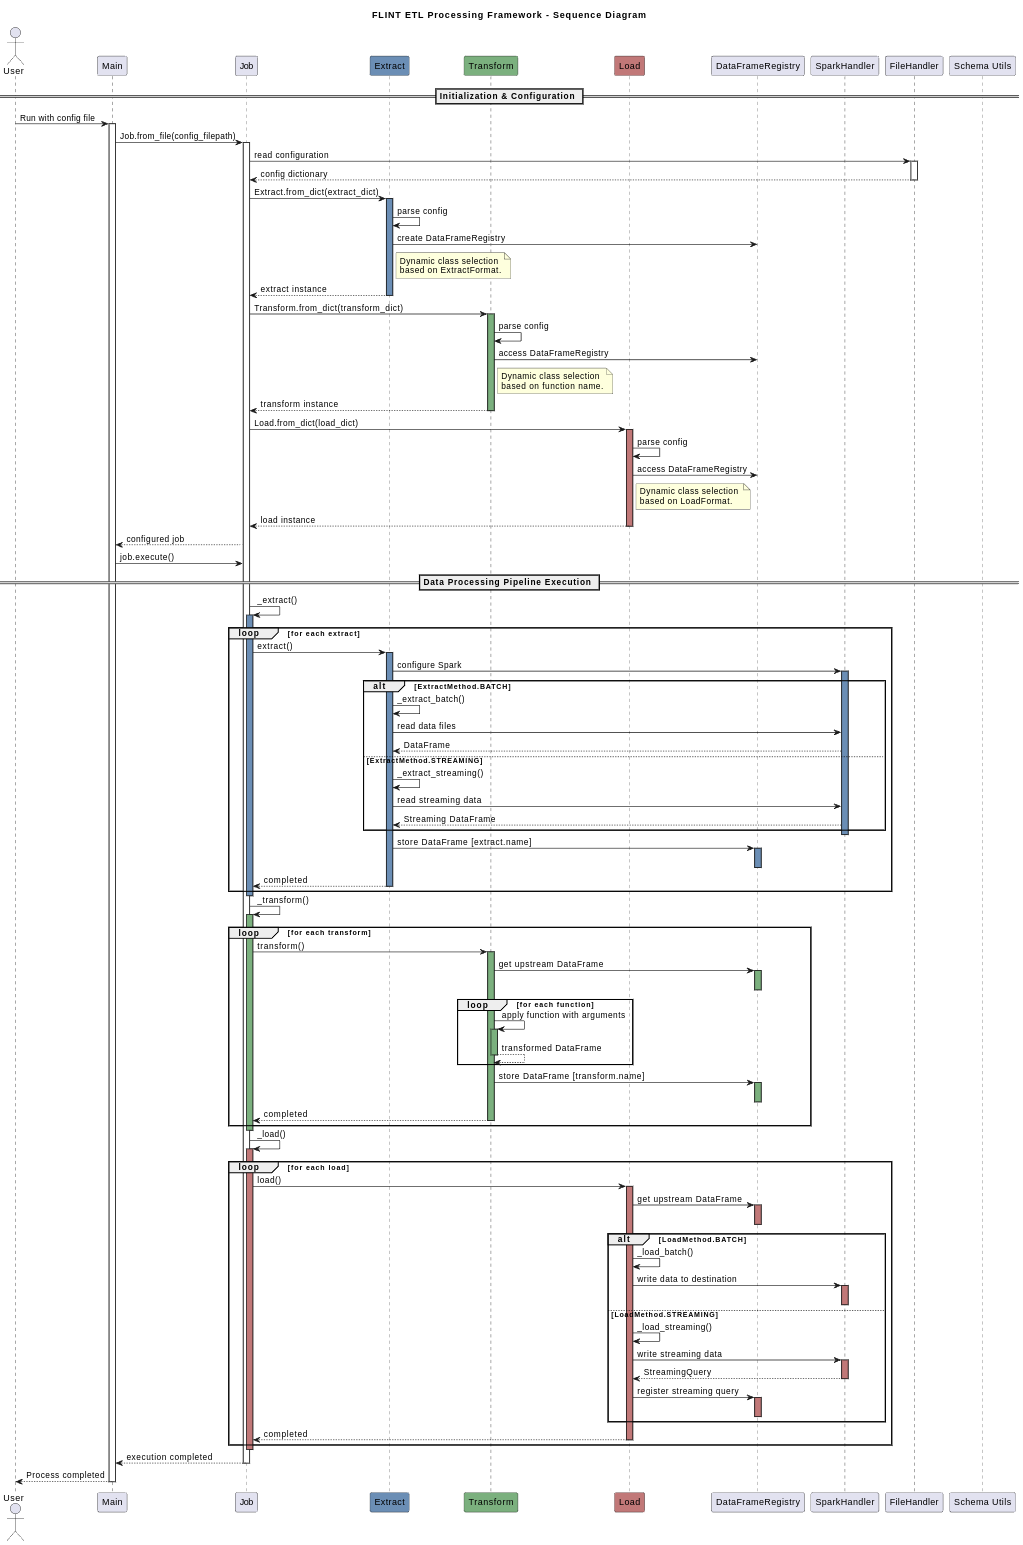 FLINT ETL Processing Framework - Sequence Diagram
User
Main
Job
Extract
Transform
Load
DataFrameRegistry
SparkHandler
FileHandler
Schema Utils
Initialization & Configuration
Run with config file
Job.from_file(config_filepath)
read configuration
config dictionary
Extract.from_dict(extract_dict)
parse config
create DataFrameRegistry
Dynamic class selection
based on ExtractFormat.
extract instance
Transform.from_dict(transform_dict)
parse config
access DataFrameRegistry
Dynamic class selection
based on function name.
transform instance
Load.from_dict(load_dict)
parse config
access DataFrameRegistry
Dynamic class selection
based on LoadFormat.
load instance
configured job
job.execute()
Data Processing Pipeline Execution
_extract()
loop [for each extract]
extract()
configure Spark
alt [ExtractMethod.BATCH]
_extract_batch()
read data files
DataFrame
[ExtractMethod.STREAMING]
_extract_streaming()
read streaming data
Streaming DataFrame
store DataFrame [extract.name]
completed
_transform()
loop [for each transform]
transform()
get upstream DataFrame
loop [for each function]
apply function with arguments
transformed DataFrame
store DataFrame [transform.name]
completed
_load()
loop [for each load]
load()
get upstream DataFrame
alt [LoadMethod.BATCH]
_load_batch()
write data to destination
[LoadMethod.STREAMING]
_load_streaming()
write streaming data
StreamingQuery
register streaming query
completed
execution completed
Process completed
User
Main
Job
Extract
Transform
Load
DataFrameRegistry
SparkHandler
FileHandler
Schema Utils